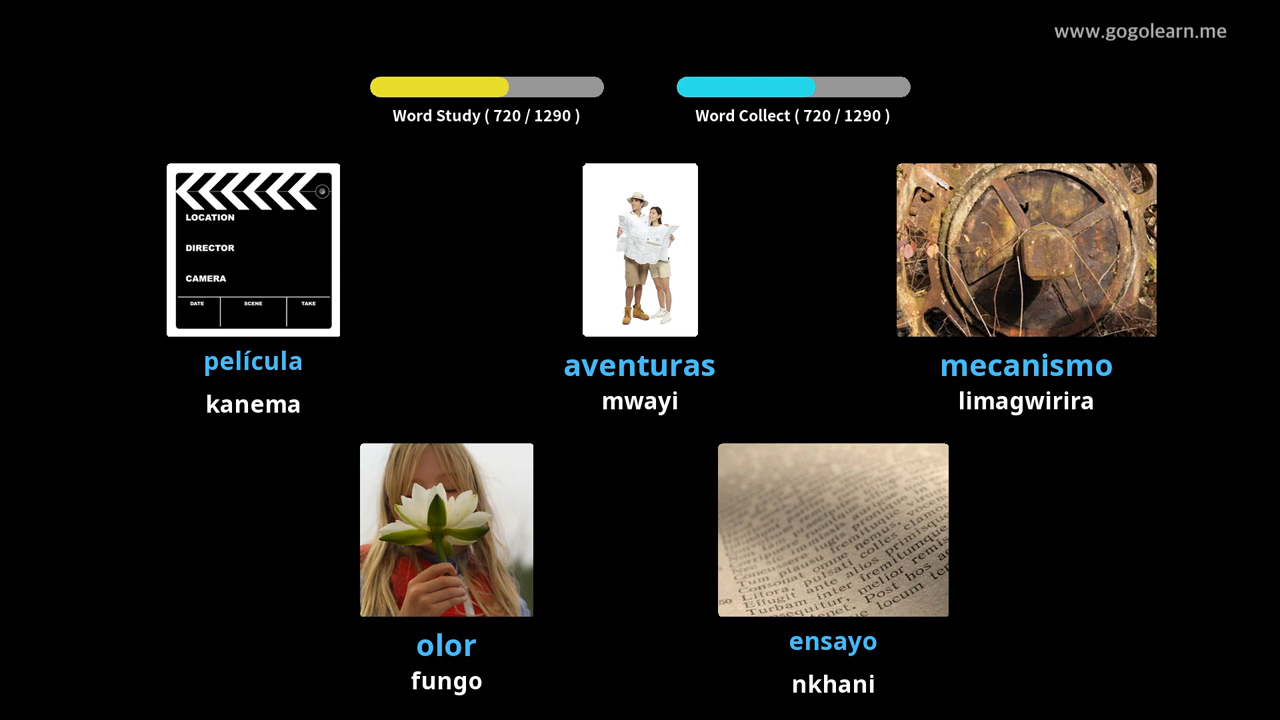 www.gogolearn.me
Word Study ( 720 / 1290 )
Word Collect ( 720 / 1290 )
LOCATION
DIRECTOR
CAMERA
DATE SCENE TAKE
película
kanema
aventuras
mwayi
mecanismo
limagwirira
olor
fungo
ensayo
nkhani